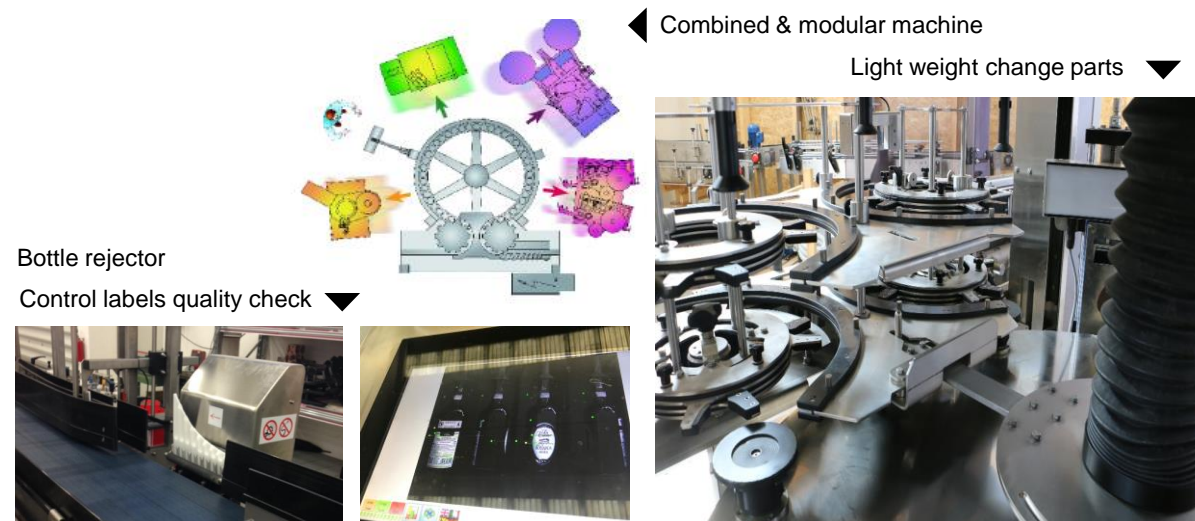 Combined & modular machine
Light weight change parts
Bottle rejector
Control labels quality check